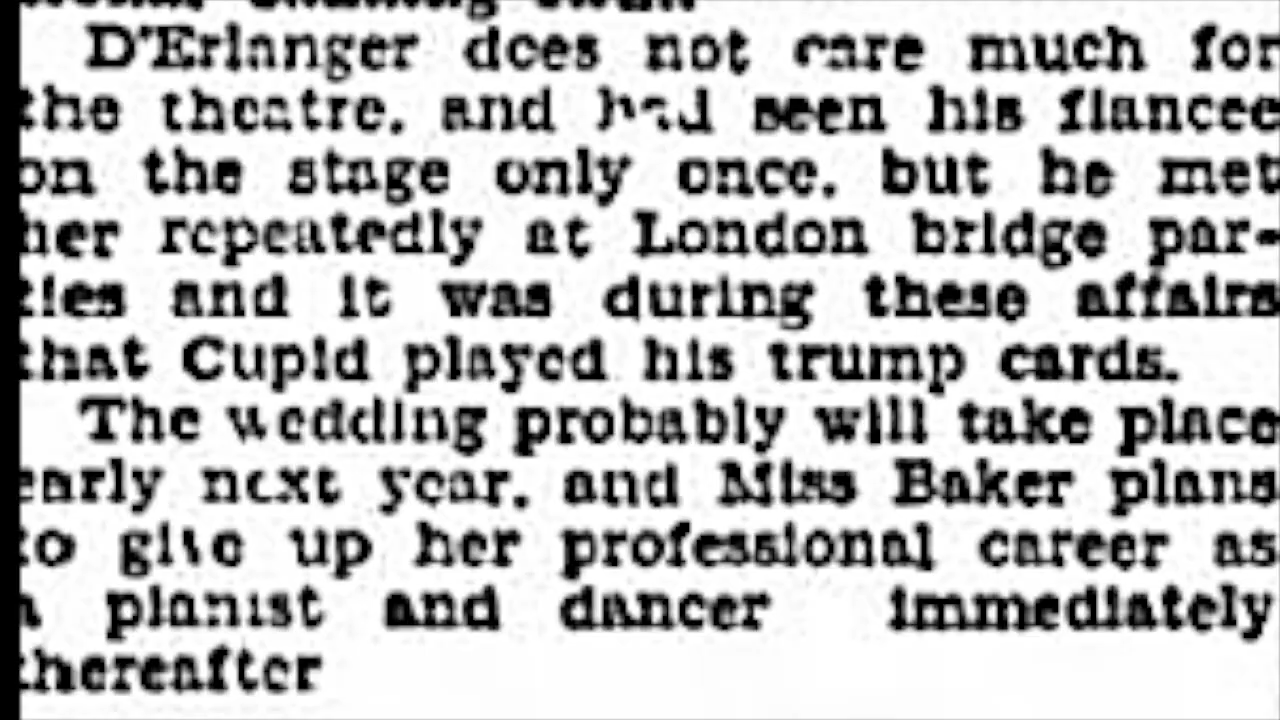 D'Erlanger does not care much for
the theatre, and had seen his fiancee
on the stage only once, but he met
her repeatedly at London bridge par-
ties and it was during these affairs
that Cupid played his trump cards.
The wedding probably will take place
early next year, and Miss Baker plans
to give up her professional career as
a pianist and dancer immediately
thereafter